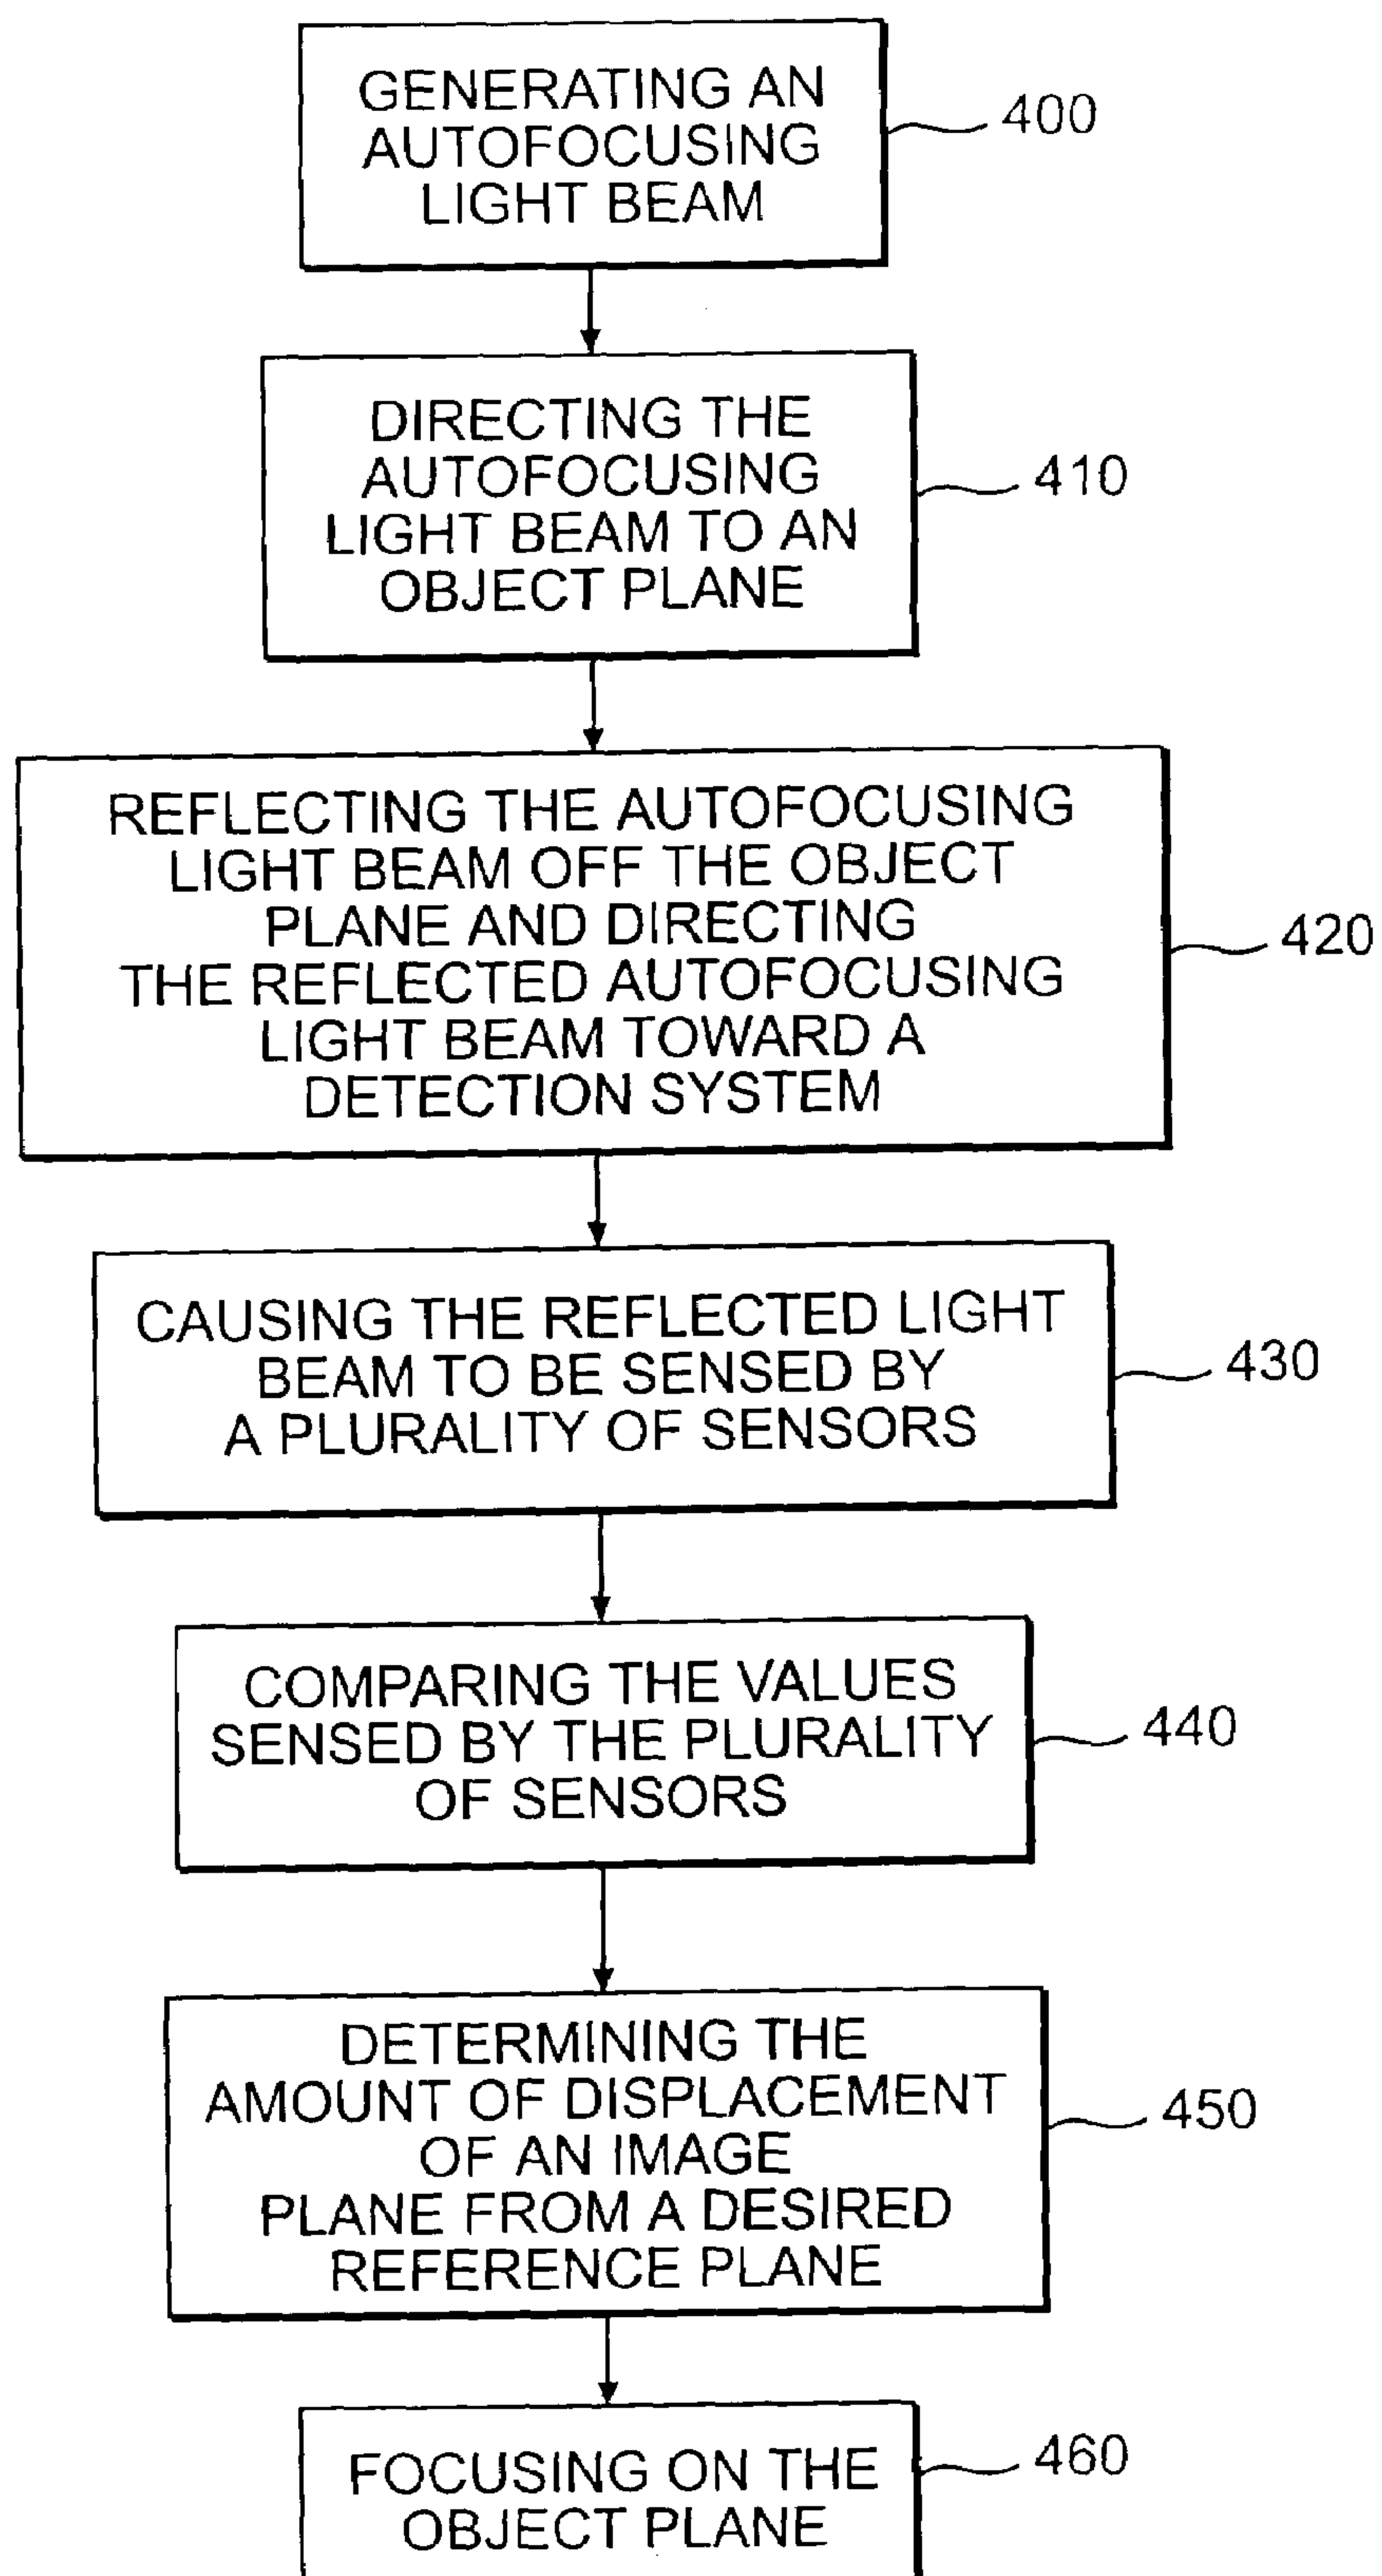 GENERATING AN
AUTOFOCUSING
LIGHT BEAM
400
DIRECTING THE
AUTOFOCUSING
LIGHT BEAM TO AN
OBJECT PLANE
410
REFLECTING THE AUTOFOCUSING
LIGHT BEAM OFF THE OBJECT
PLANE AND DIRECTING
THE REFLECTED AUTOFOCUSING
LIGHT BEAM TOWARD A
DETECTION SYSTEM
420
CAUSING THE REFLECTED LIGHT
BEAM TO BE SENSED BY
A PLURALITY OF SENSORS
430
COMPARING THE VALUES
SENSED BY THE PLURALITY
OF SENSORS
440
DETERMINING THE
AMOUNT OF DISPLACEMENT
OF AN IMAGE
PLANE FROM A DESIRED
REFERENCE PLANE
450
FOCUSING ON THE
OBJECT PLANE
460